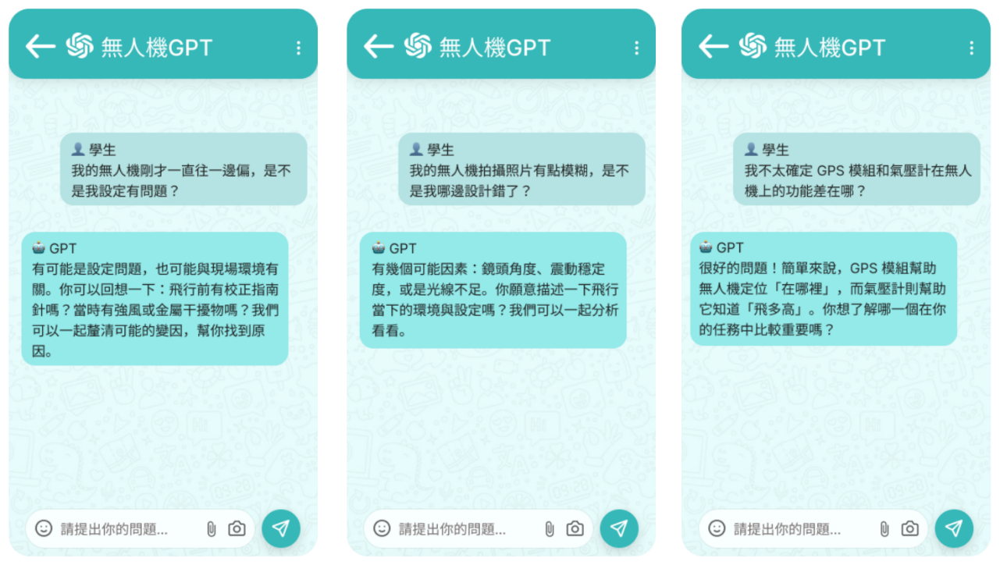 無人機GPT
學生
我的無人機剛才一直往一邊偏，是不
是我設定有問題？
GPT
有可能是設定問題，也可能與現場環境有
關。你可以回想一下：飛行前有校正指南
針嗎？當時有強風或金屬干擾物嗎？我們
可以一起釐清可能的變因，幫你找到原
因。
請提出你的問題...
無人機GPT
學生
我的無人機拍攝照片有點模糊，是不
是我哪邊設計錯了？
GPT
有幾個可能因素：鏡頭角度、震動穩定
度，或是光線不足。你願意描述一下飛行
當下的環境與設定嗎？我們可以一起分析
看看。
09:28
請提出你的問題...
無人機GPT
學生
我不太確定 GPS 模組和氣壓計在無人
機上的功能差在哪？
GPT
很好的問題！簡單來說，GPS 模組幫助
無人機定位「在哪裡」，而氣壓計則幫助
它知道「飛多高」。你想了解哪一個在你
的任務中比較重要嗎？
請提出你的問題...